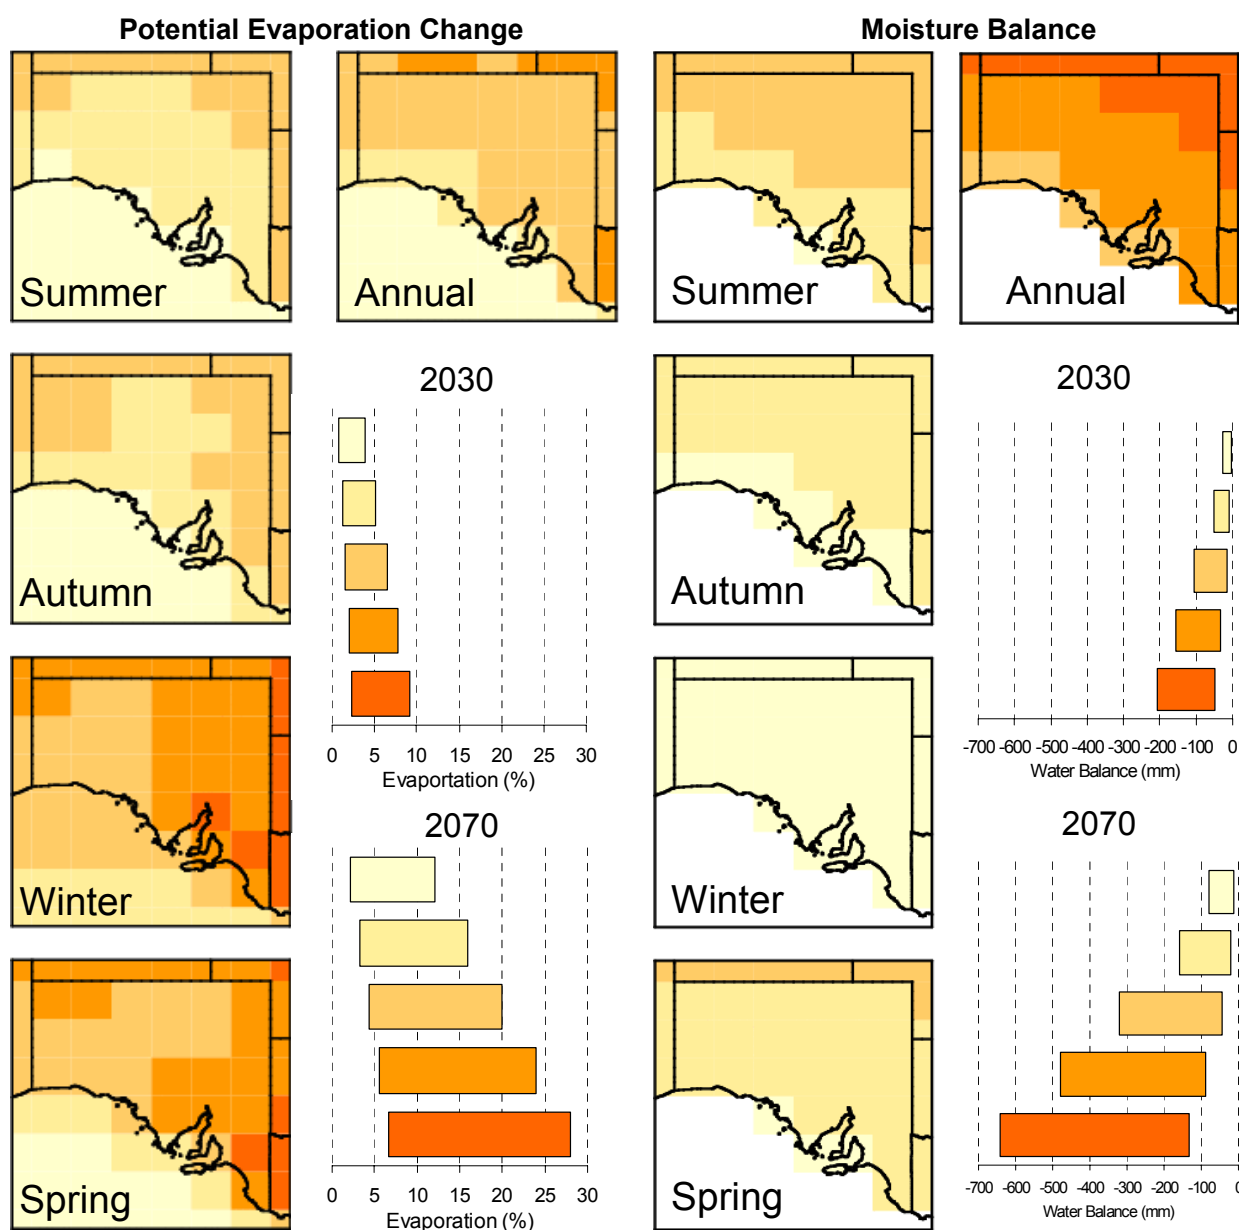 Potential Evaporation Change
Moisture Balance
Summer
Annual
Summer
Annual
Autumn
2030
0 5 10 15 20 25 30
Evaportation (%)
Autumn
2030
-700 -600 -500 -400 -300 -200 -100 0
Water Balance (mm)
Winter
2070
0 5 10 15 20 25 30
Evaporation (%)
Winter
2070
-700 -600 -500 -400 -300 -200 -100 0
Water Balance (mm)
Spring
Spring